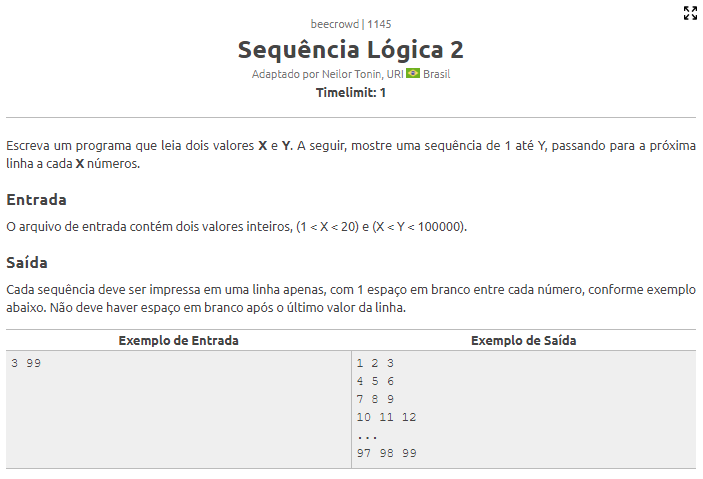 beecrowd | 1145
Sequência Lógica 2
Adaptado por Neilor Tonin, URI Brasil
Timelimit: 1
Escreva um programa que leia dois valores X e Y. A seguir, mostre uma sequência de 1 até Y, passando para a próxima
linha a cada X números.
Entrada
O arquivo de entrada contém dois valores inteiros, (1 < X < 20) e (X < Y < 100000).
Saída
Cada sequência deve ser impressa em uma linha apenas, com 1 espaço em branco entre cada número, conforme exemplo
abaixo. Não deve haver espaço em branco após o último valor da linha.
Exemplo de Entrada
3 99
Exemplo de Saída
1 2 3
4 5 6
7 8 9
10 11 12
...
97 98 99